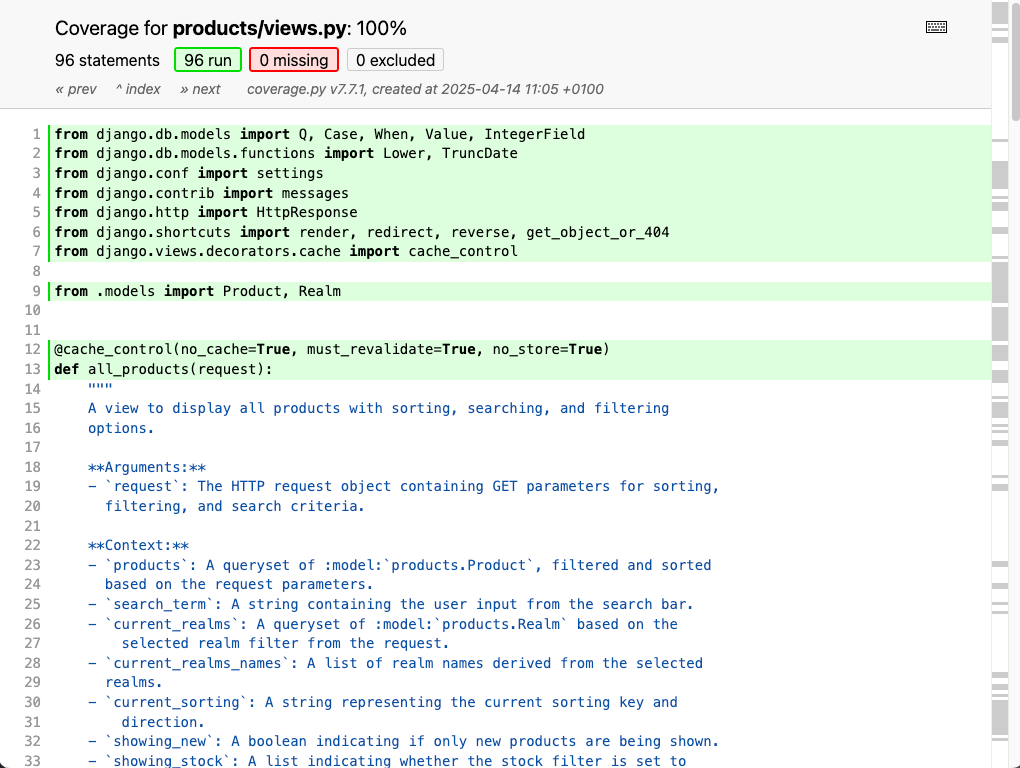 Coverage for products/views.py: 100%
96 statements 96 run 0 missing 0 excluded
« prev ^ index » next coverage.py v7.7.1, created at 2025-04-14 11:05 +0100
1 from django.db.models import Q, Case, When, Value, IntegerField
2 from django.db.models.functions import Lower, TruncDate
3 from django.conf import settings
4 from django.contrib import messages
5 from django.http import HttpResponse
6 from django.shortcuts import render, redirect, reverse, get_object_or_404
7 from django.views.decorators.cache import cache_control
8
9 from .models import Product, Realm
10
11
12 @cache_control(no_cache=True, must_revalidate=True, no_store=True)
13 def all_products(request):
14     """
15     A view to display all products with sorting, searching, and filtering
16     options.
17
18     **Arguments:**
19     - `request`: The HTTP request object containing GET parameters for sorting,
20       filtering, and search criteria.
21
22     **Context:**
23     - `products`: A queryset of :model:`products.Product`, filtered and sorted
24       based on the request parameters.
25     - `search_term`: A string containing the user input from the search bar.
26     - `current_realms`: A queryset of :model:`products.Realm` based on the
27         selected realm filter from the request.
28     - `current_realms_names`: A list of realm names derived from the selected
29       realms.
30     - `current_sorting`: A string representing the current sorting key and
31         direction.
32     - `showing_new`: A boolean indicating if only new products are being shown.
33     - `showing_stock`: A list indicating whether the stock filter is set to